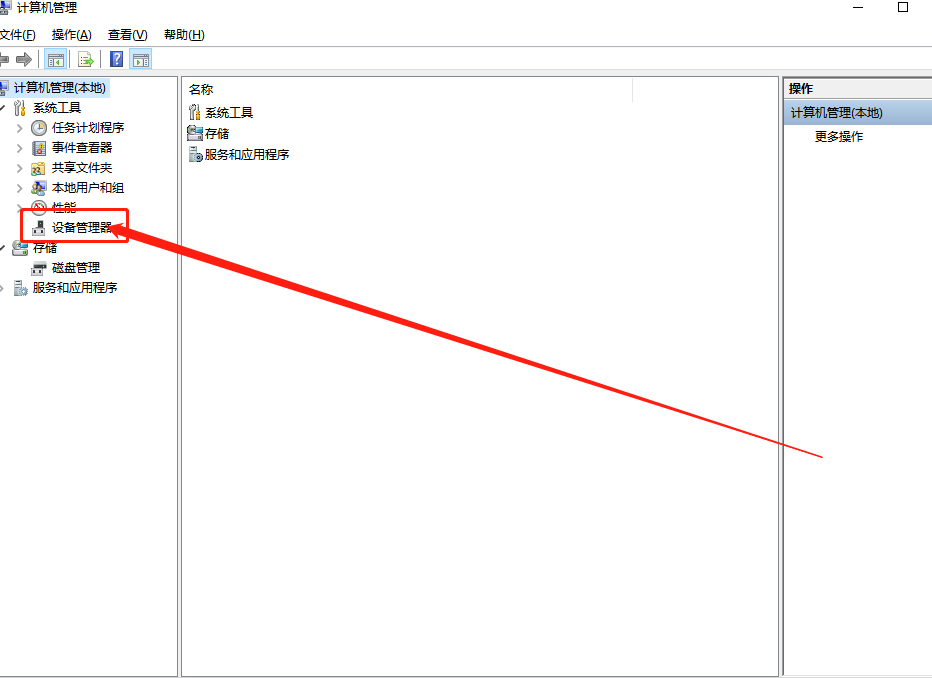 计算机管理
文件(F) 操作(A) 查看(V) 帮助(H)
计算机管理(本地)
系统工具
任务计划程序
事件查看器
共享文件夹
本地用户和组
性能
设备管理器
存储
磁盘管理
服务和应用程序
名称
系统工具
存储
服务和应用程序
操作
计算机管理(本地)
更多操作